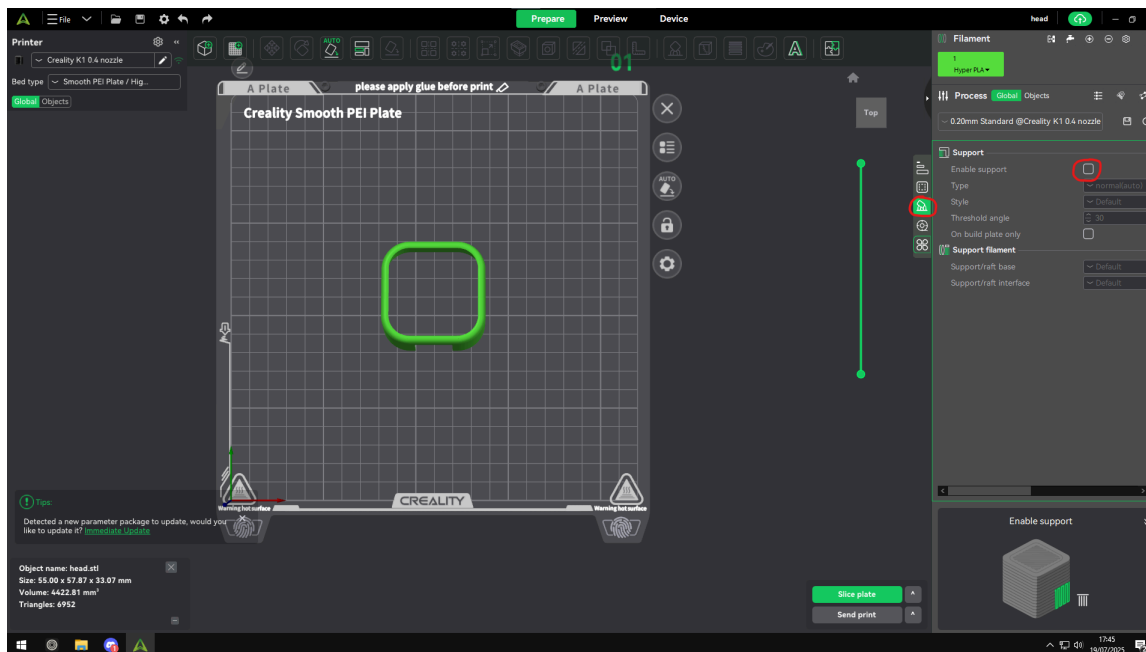 File
Prepare
Preview
Device
head
Printer
Creality K1 0.4 nozzle
Bed type
Smooth PEI Plate / Hig...
Global
Objects
AUTO
01
A Plate
please apply glue before print
A Plate
Creality Smooth PEI Plate
AUTO
Top
CREALITY
Warning hot surface
Warning hot surface
Tips:
Detected a new parameter package to update, would you
like to update it? Immediate Update
Object name: head.stl
Size: 55.00 x 57.87 x 33.07 mm
Volume: 4422.81 mm³
Triangles: 6952
Slice plate
Send print
Filament
1
Hyper PLA
Process
Global
Objects
0.20mm Standard @Creality K1 0.4 nozzle
Support
Enable support
Type
normal(auto)
Style
Default
Threshold angle
30
On build plate only
Support filament
Support/raft base
Default
Support/raft interface
Default
Enable support
17:45
19/07/2025